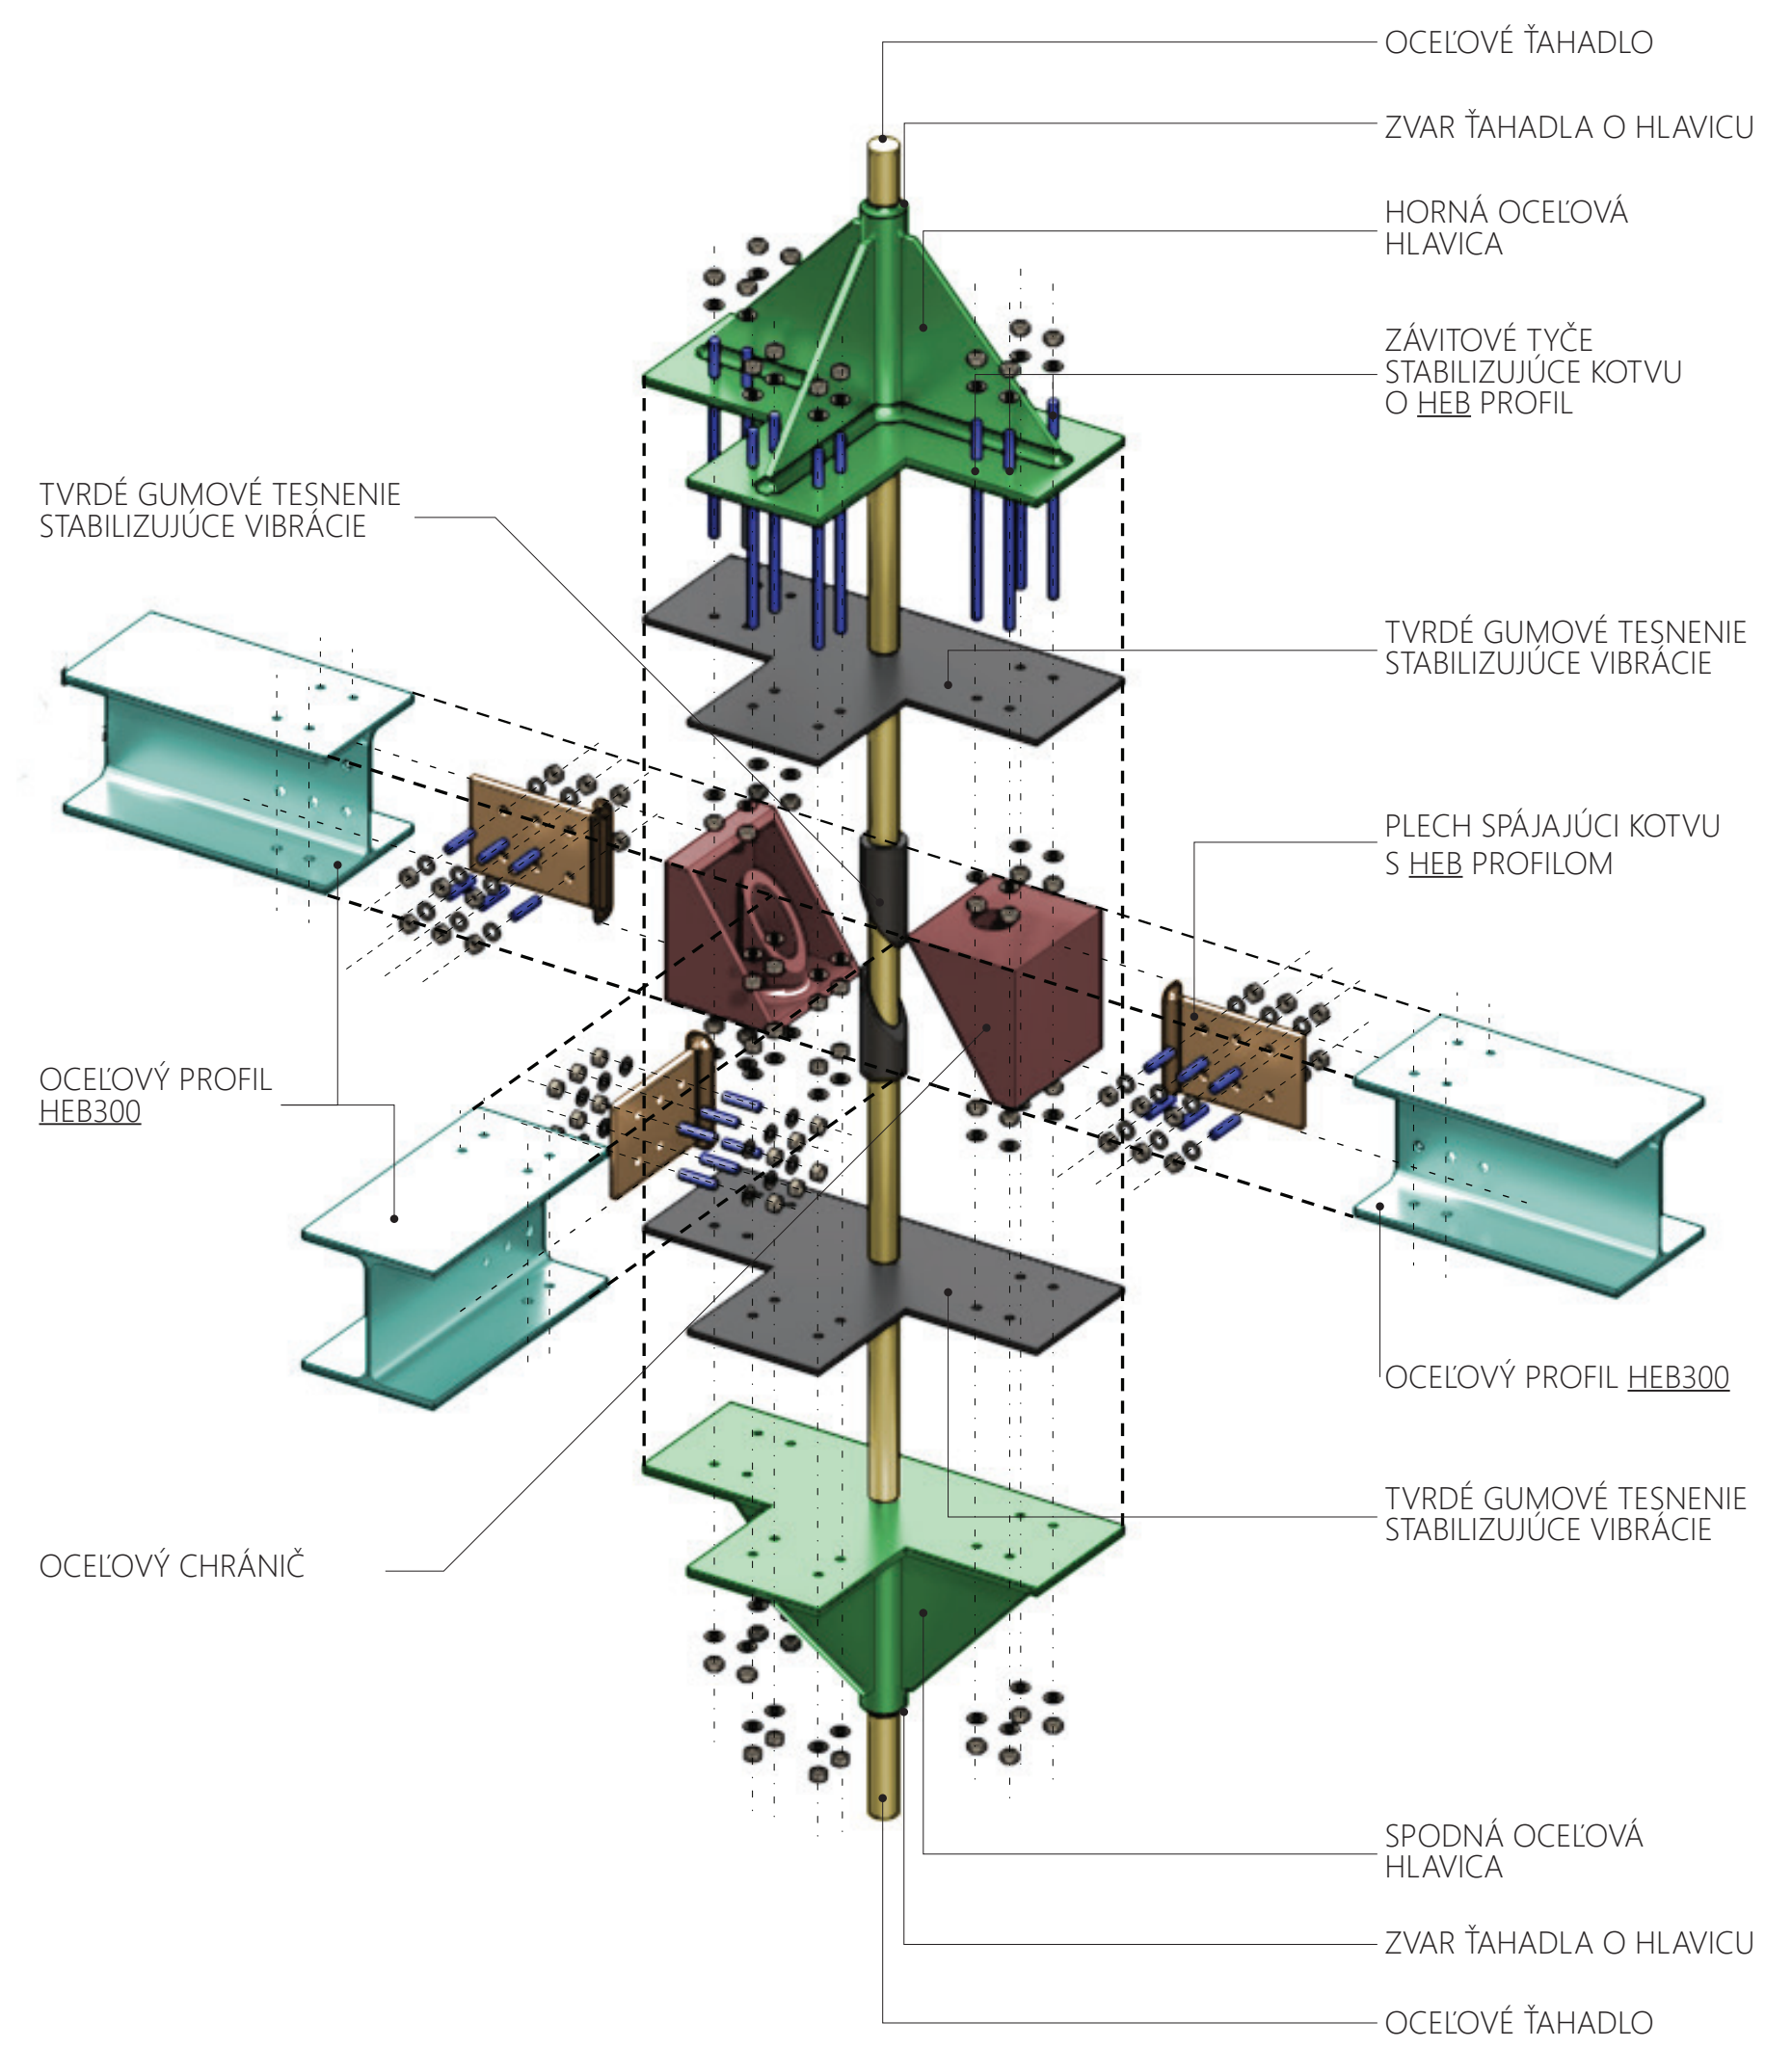 OCEĽOVÉ ŤAHADLO
ZVAR ŤAHADLA O HLAVICU
HORNÁ OCEĽOVÁ
HLAVICA
ZÁVITOVÉ TYČE
STABILIZUJÚCE KOTVU
O HEB PROFIL
TVRDÉ GUMOVÉ TESNENIE
STABILIZUJÚCE VIBRÁCIE
TVRDÉ GUMOVÉ TESNENIE
STABILIZUJÚCE VIBRÁCIE
PLECH SPÁJAJÚCI KOTVU
S HEB PROFILOM
OCEĽOVÝ PROFIL
HEB300
OCEĽOVÝ PROFIL HEB300
TVRDÉ GUMOVÉ TESNENIE
STABILIZUJÚCE VIBRÁCIE
OCEĽOVÝ CHRÁNIČ
SPODNÁ OCEĽOVÁ
HLAVICA
ZVAR ŤAHADLA O HLAVICU
OCEĽOVÉ ŤAHADLO